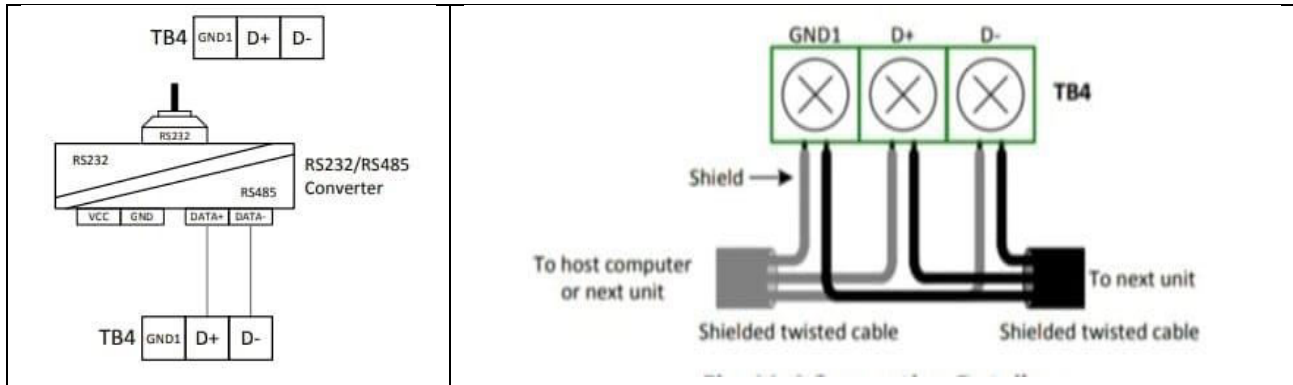 TB4 GND1 D+ D-
RS232
RS232
RS485
RS232/RS485
Converter
VCC GND DATA+ DATA-
TB4 GND1 D+ D-
GND1 D+ D-
TB4
Shield
To host computer
or next unit
To next unit
Shielded twisted cable
Shielded twisted cable